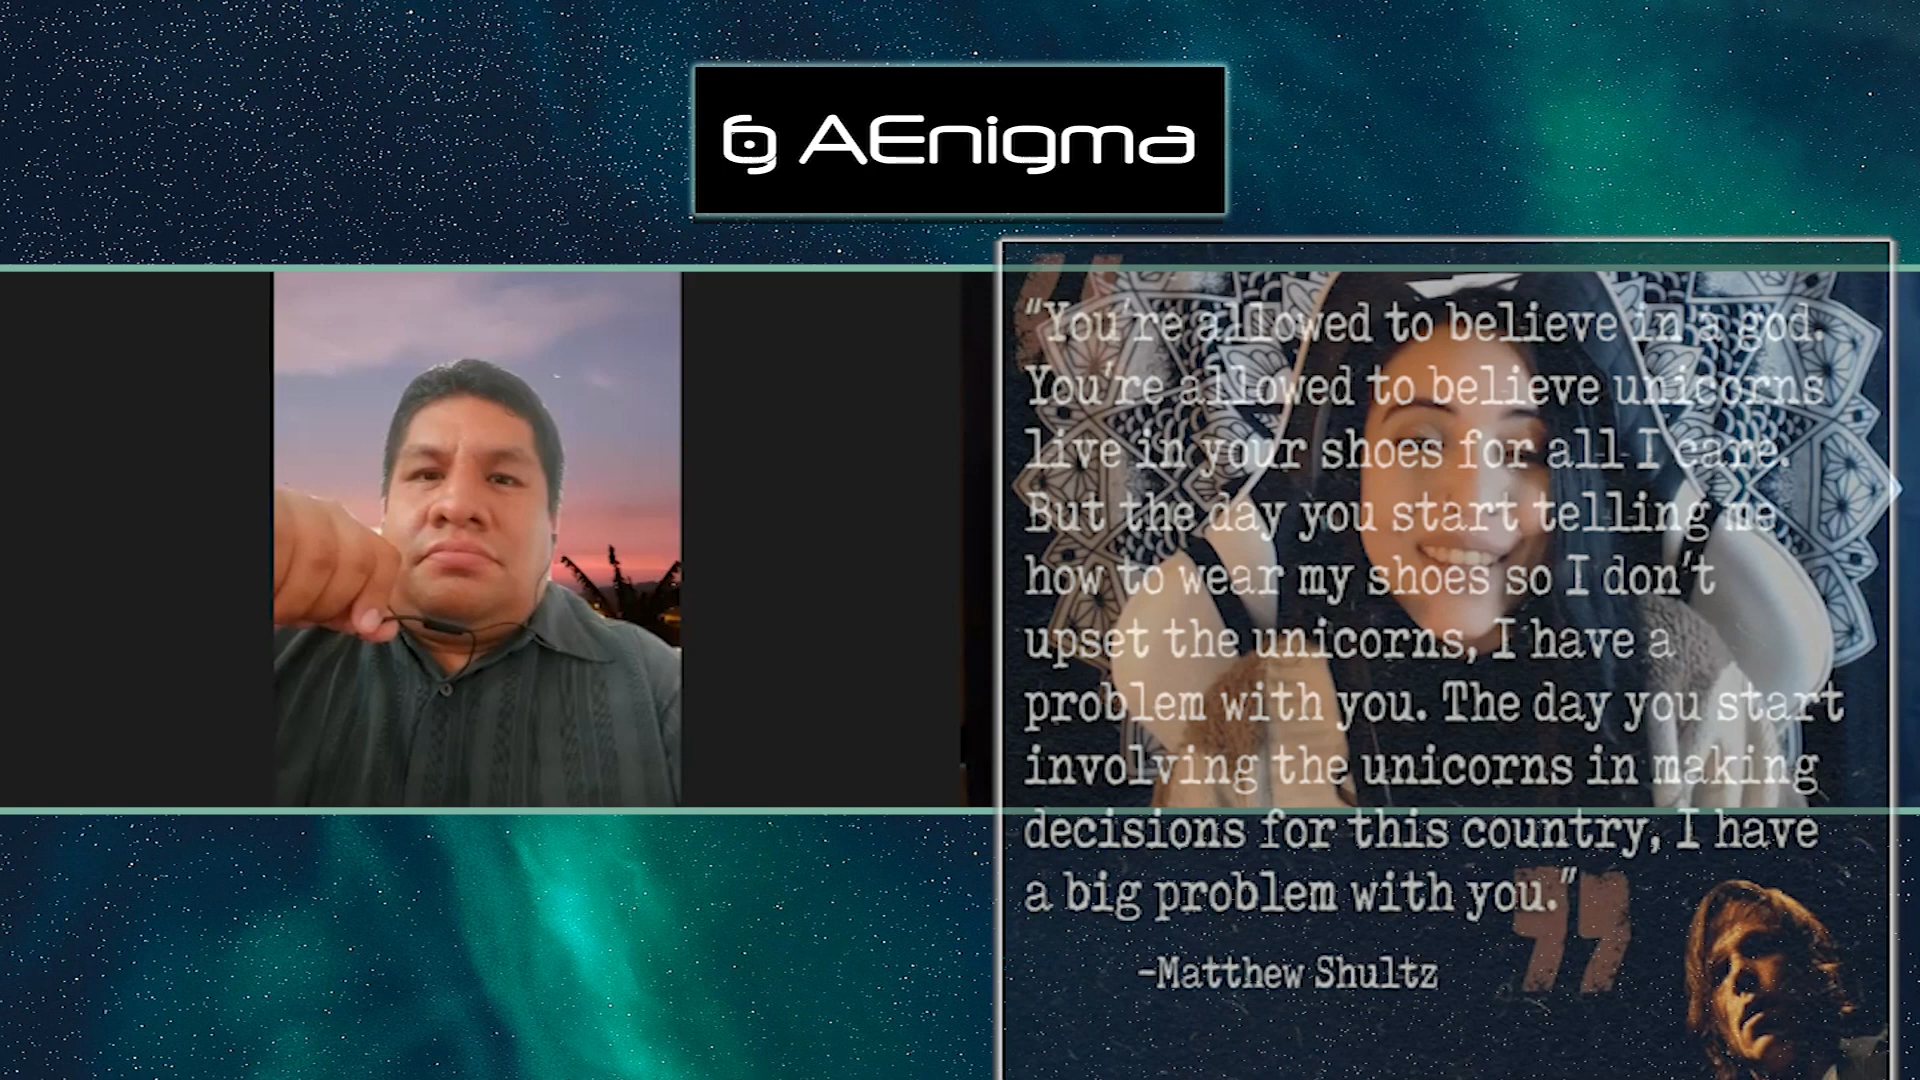 AEnigma
“You're allowed to believe in a god.
You're allowed to believe unicorns
live in your shoes for all I care.
But the day you start telling me
how to wear my shoes so I don't
upset the unicorns, I have a
problem with you. The day you start
involving the unicorns in making
decisions for this country, I have
a big problem with you.”
-Matthew Shultz